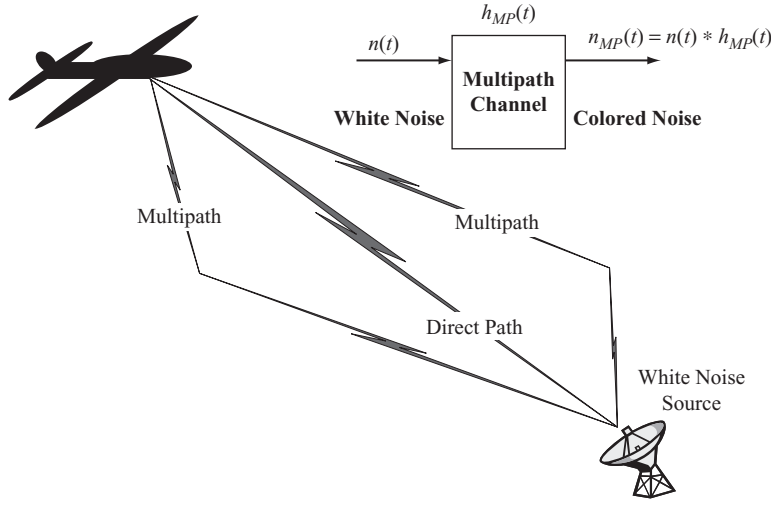 h_MP(t)
n(t)
n_MP(t) = n(t) * h_MP(t)
Multipath
Channel
White Noise
Colored Noise
Multipath
Multipath
Direct Path
White Noise
Source